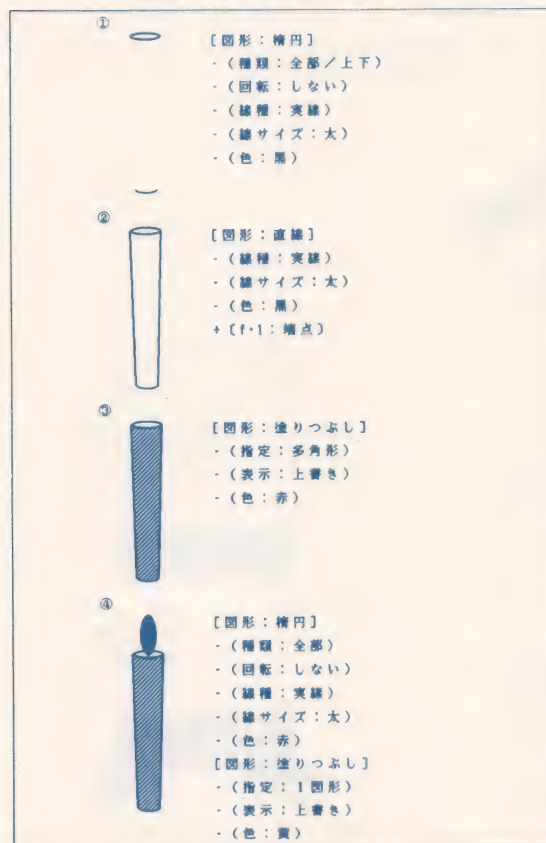 ①
[図形：楕円]
-（種類：全部／上下）
-（回転：しない）
-（線種：実線）
-（線サイズ：太）
-（色：黒）
②
[図形：直線]
-（線種：実線）
-（線サイズ：太）
-（色：黒）
+［f･1：端点］
③
[図形：塗りつぶし]
-（指定：多角形）
-（表示：上書き）
-（色：赤）
④
[図形：楕円]
-（種類：全部）
-（回転：しない）
-（線種：実線）
-（線サイズ：太）
-（色：赤）
[図形：塗りつぶし]
-（指定：1図形）
-（表示：上書き）
-（色：黄）